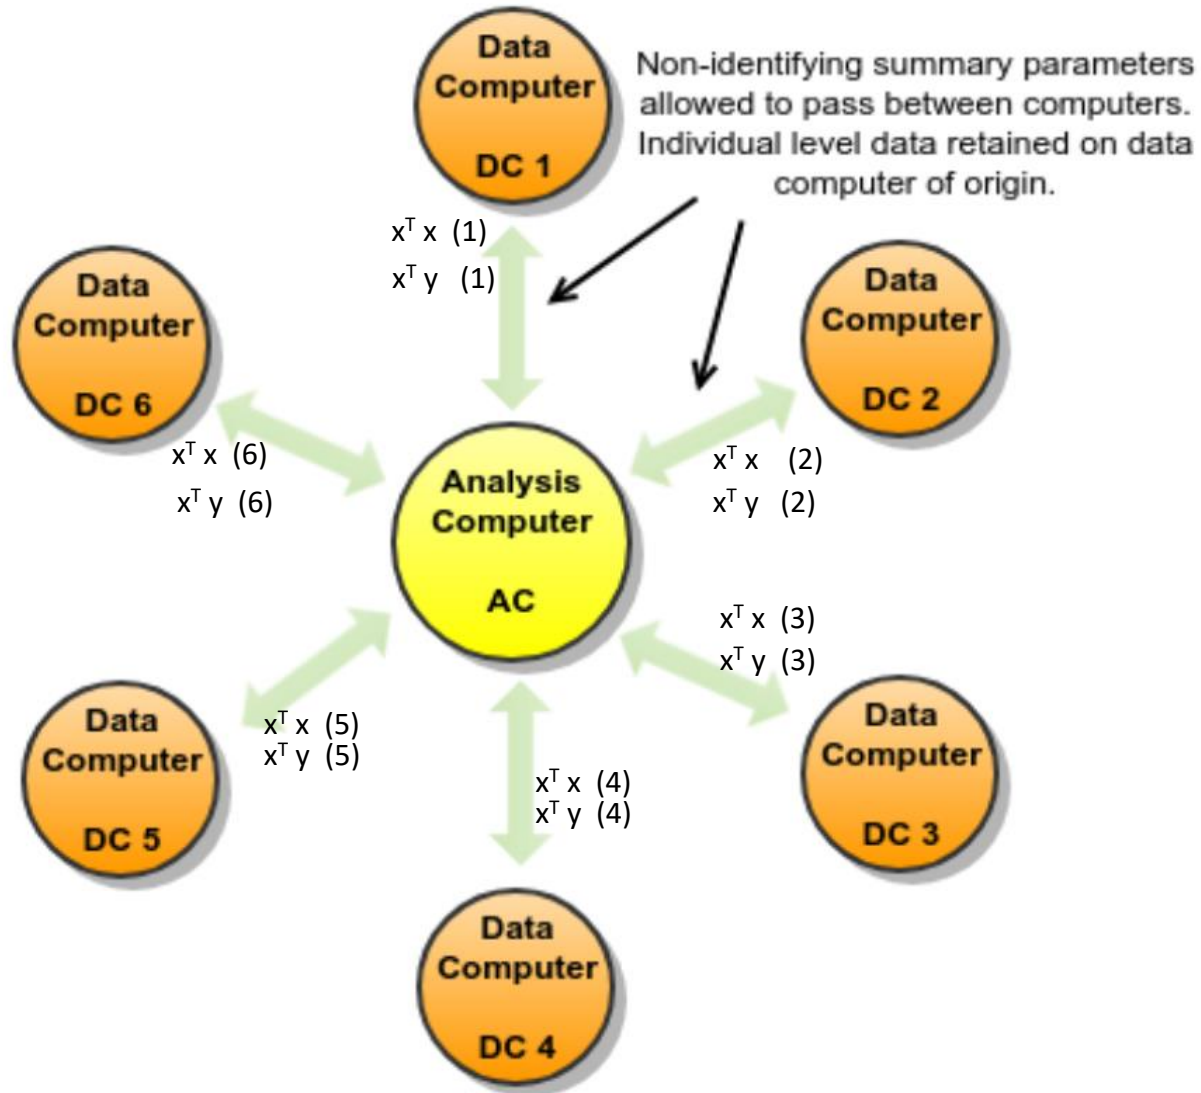 Data
Computer
DC 1
Non-identifying summary parameters
allowed to pass between computers.
Individual level data retained on data
computer of origin.
xᵀ x (1)
xᵀ y (1)
Data
Computer
DC 6
Data
Computer
DC 2
xᵀ x (6)
xᵀ y (6)
Analysis
Computer
AC
xᵀ x (2)
xᵀ y (2)
xᵀ x (3)
xᵀ y (3)
Data
Computer
DC 5
xᵀ x (5)
xᵀ y (5)
xᵀ x (4)
xᵀ y (4)
Data
Computer
DC 3
Data
Computer
DC 4